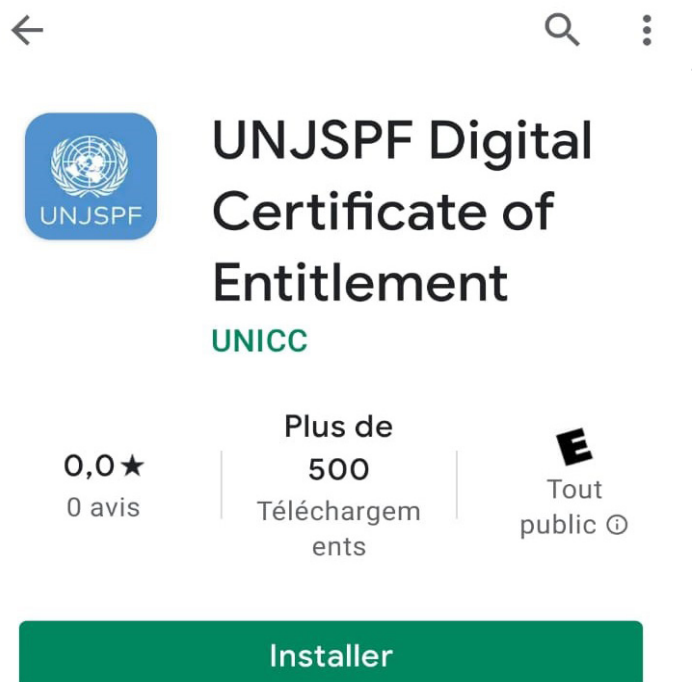 UNJSPF
UNJSPF Digital
Certificate of
Entitlement
UNICC
0,0★
0 avis
Plus de
500
Téléchargem
ents
E
Tout
public ⓘ
Installer